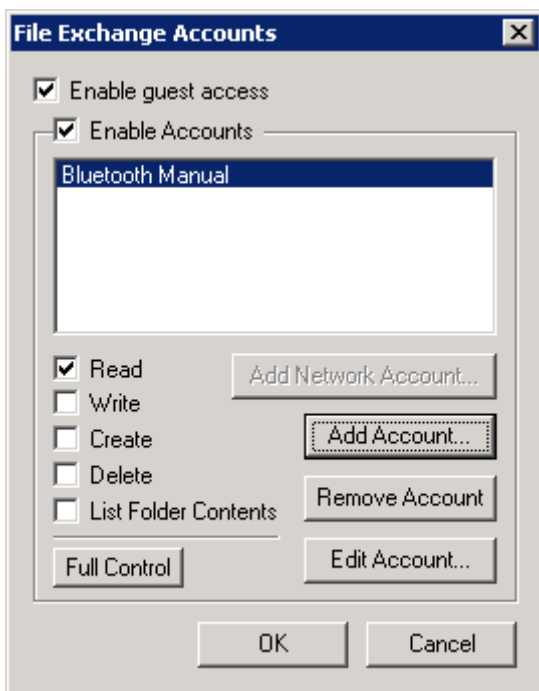 File Exchange Accounts
Enable guest access
Enable Accounts
Bluetooth Manual
Read
Add Network Account...
Write
Create
Add Account...
Delete
Remove Account
List Folder Contents
Full Control
Edit Account...
OK
Cancel